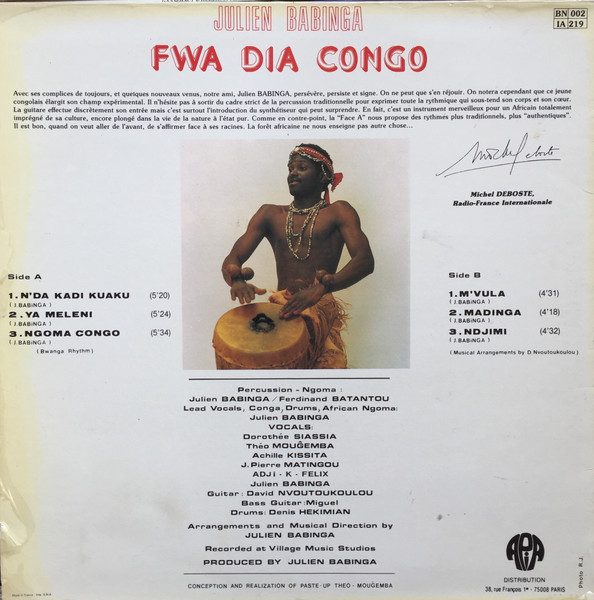 JULIEN BABINGA
BN 002
IA 219
FWA DIA CONGO
Avec ses complices de toujours, et quelques nouveaux venus, notre ami, Julien BABINGA, persévère, persiste et signe. On ne peut que s'en réjouir. On notera cependant que ce jeune
congolais élargit son champ expérimental. Il n'hésite pas à sortir du cadre strict de la percussion traditionnelle pour exprimer toute la rythmique qui sous-tend son corps et son cœur.
La guitare effectue discrètement son entrée mais c'est surtout l'introduction du synthétiseur qui peut surprendre. En fait, c'est un instrument merveilleux pour un Africain totalement
imprégné de sa culture, encore plongé dans la vie de la nature à l'état pur. Comme en contre-point, la "Face A" nous propose des rythmes plus traditionnels, plus "authentiques".
Il est bon, quand on veut aller de l'avant, de s'affirmer face à ses racines. La forêt africaine ne nous enseigne pas autre chose...
Michel DEBOSTE,
Radio-France Internationale
Side A
1. N'DA KADI KUAKU (5'20)
( J. BABINGA )
2. YA MELENI (5'24)
( J. BABINGA )
3. NGOMA CONGO (5'34)
( J. BABINGA )
(Bwanga Rhythm)
Side B
1. M'VULA (4'31)
( J. BABINGA )
2. MADINGA (4'18)
( J. BABINGA )
3. NDJIMI (4'32)
( J. BABINGA )
(Musical Arrangements by D.Nvoutoukoulou)
Percussion - Ngoma :
Julien BABINGA / Ferdinand BATANTOU
Lead Vocals, Conga, Drums, African Ngoma:
Julien BABINGA
VOCALS:
Dorothée SIASSIA
Théo MOUĞEMBA
Achille KISSITA
J. Pierre MATINGOU
ADJI - K - FELIX
Julien BABINGA
Guitar : David NVOUTOUKOULOU
Bass Guitar : Miguel
Drums: Denis HEKIMIAN
Arrangements and Musical Direction by
JULIEN BABINGA
Recorded at Village Music Studios
PRODUCED BY JULIEN BABINGA
CONCEPTION AND REALIZATION OF PASTE-UP THEO - MOUĞEMBA
DISTRIBUTION
38, rue François 1er - 75008 PARIS
Photo R.J.